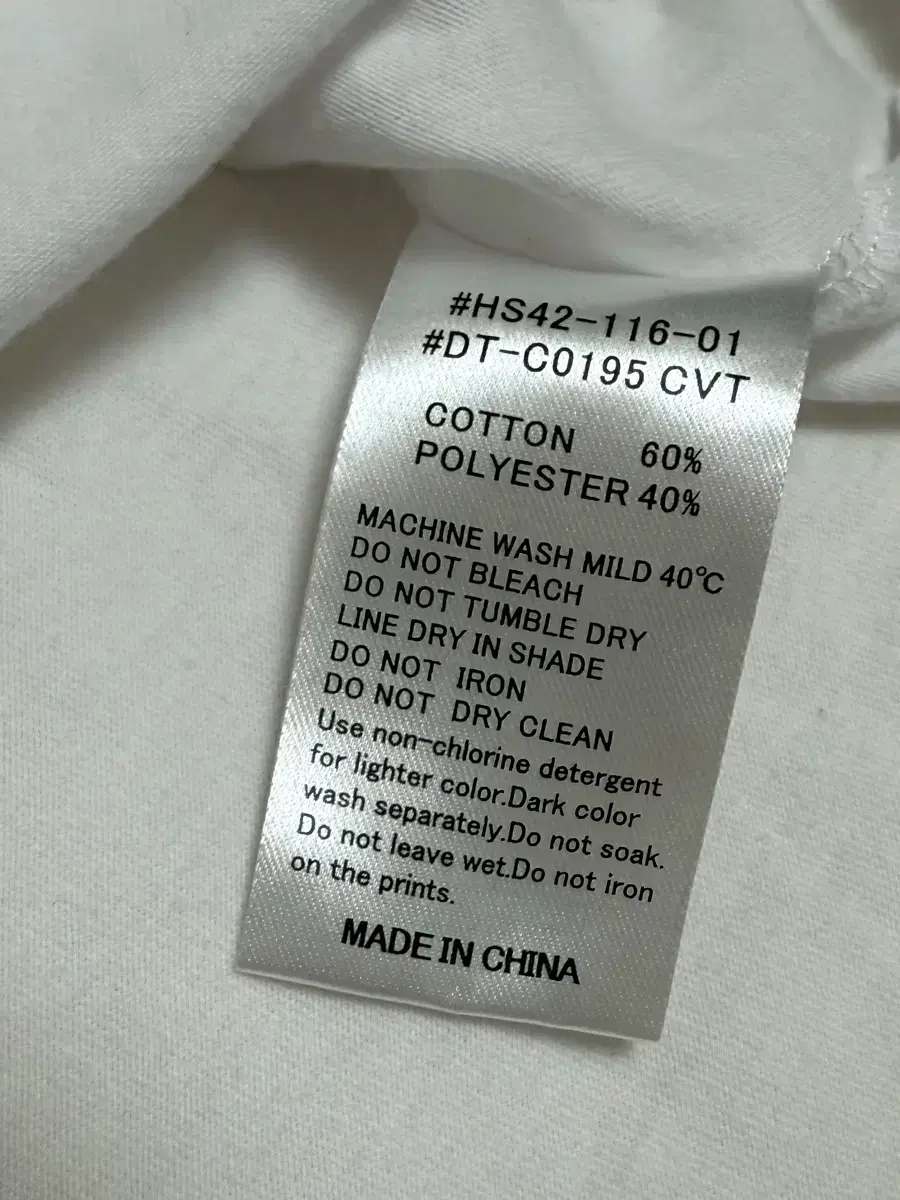 #HS42-116-01
#DT-C0195 CVT
COTTON 60%
POLYESTER 40%
MACHINE WASH MILD 40℃
DO NOT BLEACH
DO NOT TUMBLE DRY
LINE DRY IN SHADE
DO NOT IRON
DO NOT DRY CLEAN
Use non-chlorine detergent
for lighter color.Dark color
wash separately.Do not soak.
Do not leave wet.Do not iron
on the prints.
MADE IN CHINA